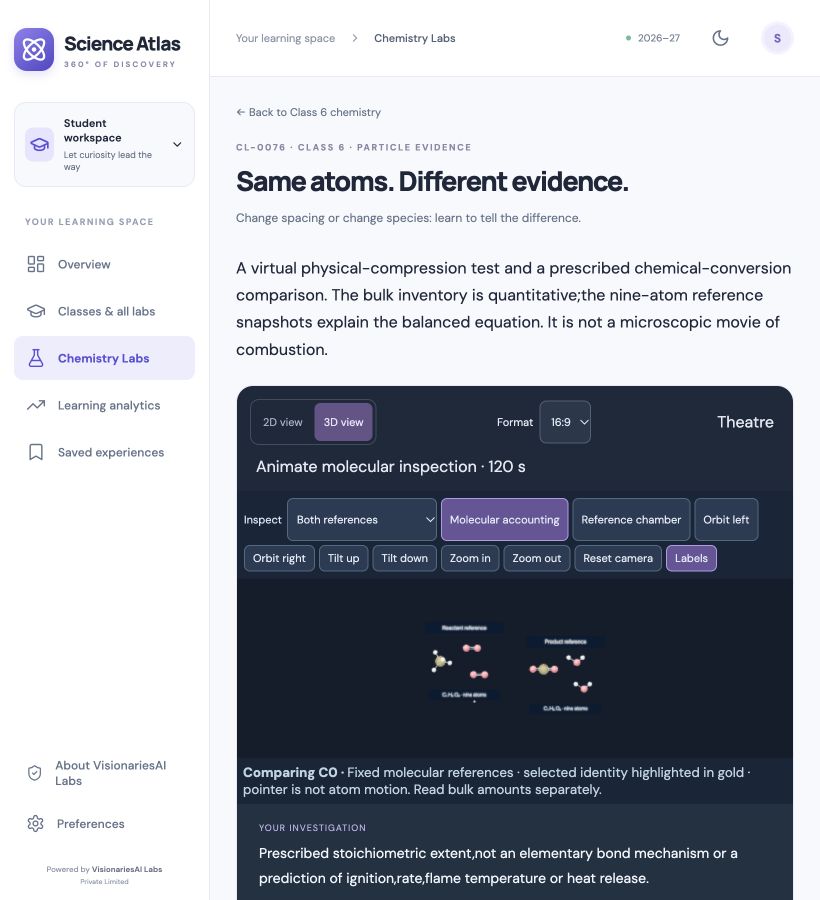 Science Atlas
360° OF DISCOVERY
Student
workspace
Let curiosity lead the
way
YOUR LEARNING SPACE
Overview
Classes & all labs
Chemistry Labs
Learning analytics
Saved experiences
About VisionariesAI
Labs
Preferences
Powered by VisionariesAI Labs
Private Limited
Your learning space
Chemistry Labs
2026–27
S
← Back to Class 6 chemistry
CL-0076 · CLASS 6 · PARTICLE EVIDENCE
Same atoms. Different evidence.
Change spacing or change species: learn to tell the difference.
A virtual physical-compression test and a prescribed chemical-conversion
comparison. The bulk inventory is quantitative;the nine-atom reference
snapshots explain the balanced equation. It is not a microscopic movie of
combustion.
2D view
3D view
Format
16:9
Theatre
Animate molecular inspection · 120 s
Inspect
Both references
Molecular accounting
Reference chamber
Orbit left
Orbit right
Tilt up
Tilt down
Zoom in
Zoom out
Reset camera
Labels
Reactant reference
Product reference
C₁H₄O₄ · nine atoms
C₁H₄O₄ · nine atoms
Comparing C0 · Fixed molecular references · selected identity highlighted in gold ·
pointer is not atom motion. Read bulk amounts separately.
YOUR INVESTIGATION
Prescribed stoichiometric extent,not an elementary bond mechanism or a
prediction of ignition,rate,flame temperature or heat release.